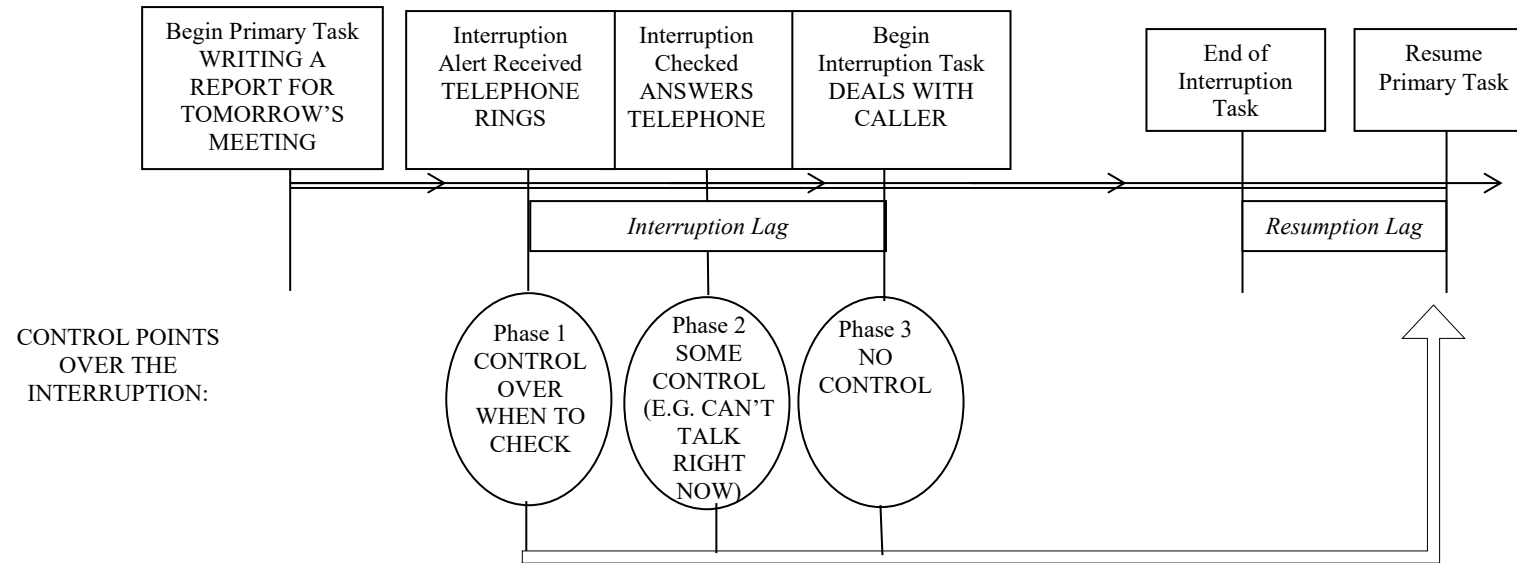 Begin Primary Task
WRITING A
REPORT FOR
TOMORROW’S
MEETING
Interruption
Alert Received
TELEPHONE
RINGS
Interruption
Checked
ANSWERS
TELEPHONE
Begin
Interruption Task
DEALS WITH
CALLER
End of
Interruption
Task
Resume
Primary Task
Interruption Lag
Resumption Lag
CONTROL POINTS
OVER THE
INTERRUPTION:
Phase 1
CONTROL
OVER
WHEN TO
CHECK
Phase 2
SOME
CONTROL
(E.G. CAN’T
TALK
RIGHT
NOW)
Phase 3
NO
CONTROL